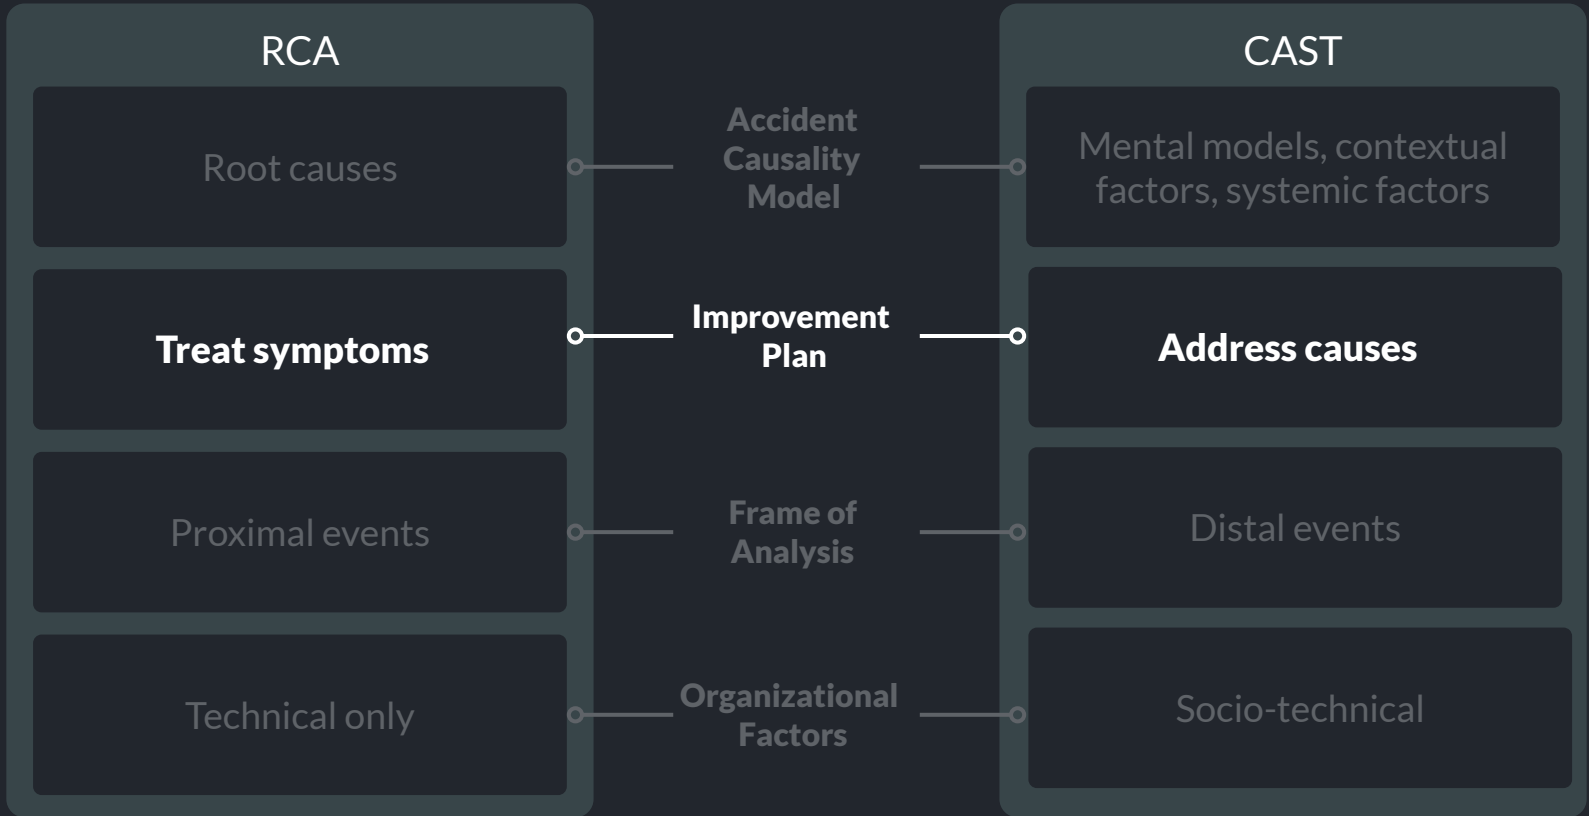 RCA
CAST
Root causes
Accident
Causality
Model
Mental models, contextual
factors, systemic factors
Treat symptoms
Improvement
Plan
Address causes
Proximal events
Frame of
Analysis
Distal events
Technical only
Organizational
Factors
Socio-technical